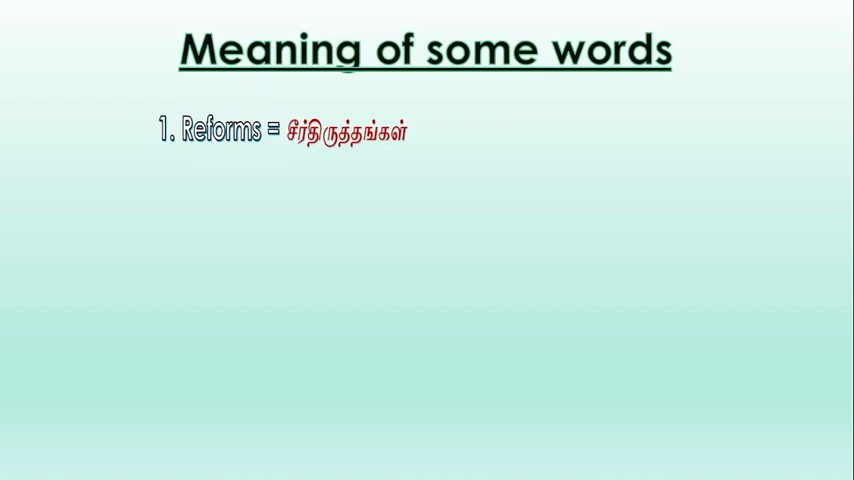 Meaning of some words
1. Reforms = சீர்திருத்தங்கள்